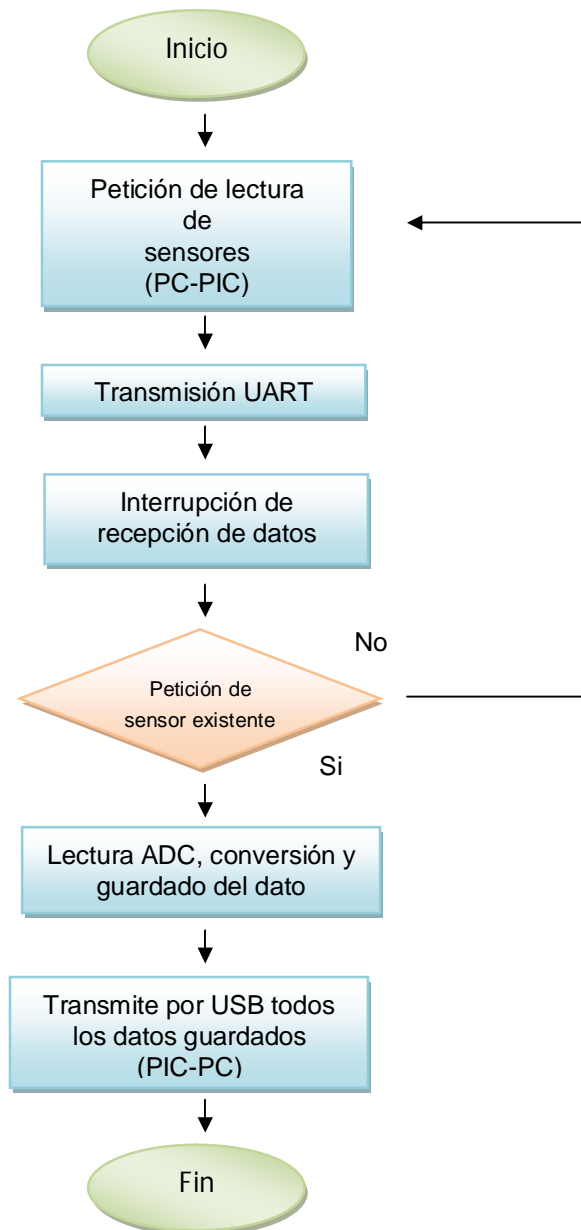 Inicio
Petición de lectura
de
sensores
(PC-PIC)
Transmisión UART
Interrupción de
recepción de datos
No
Petición de
sensor existente
Si
Lectura ADC, conversión y
guardado del dato
Transmite por USB todos
los datos guardados
(PIC-PC)
Fin